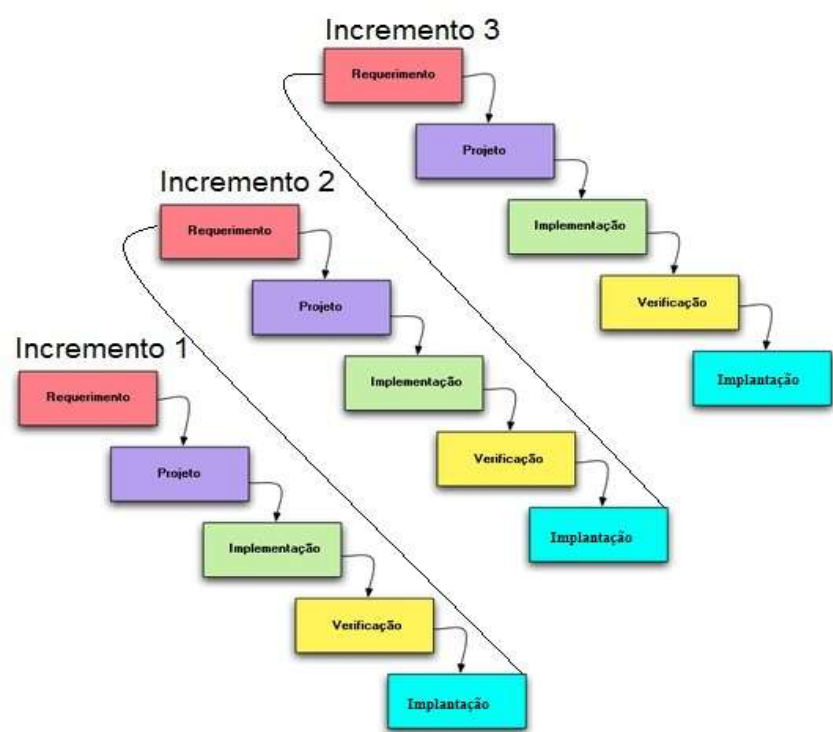 Incremento 3
Requerimento
Projeto
Implementação
Verificação
Implantação
Incremento 2
Requerimento
Projeto
Implementação
Verificação
Implantação
Incremento 1
Requerimento
Projeto
Implementação
Verificação
Implantação